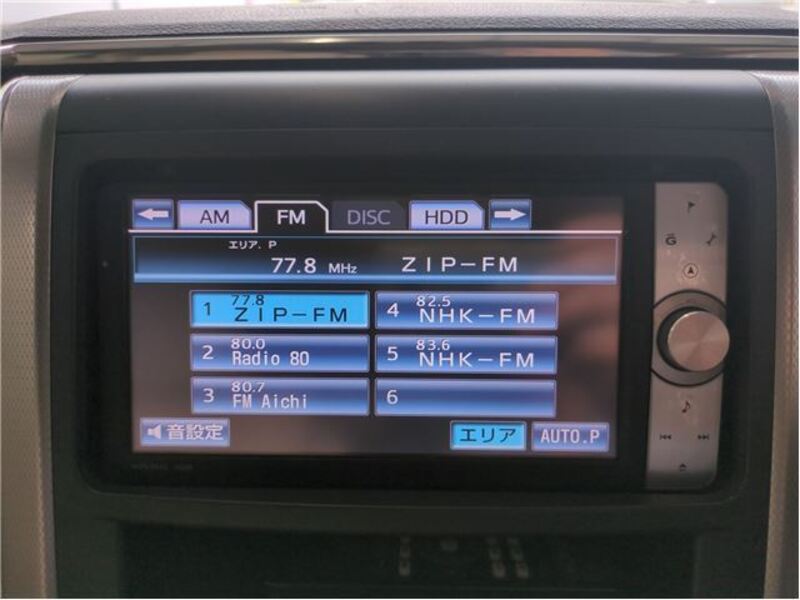 AM FM DISC HDD
エリア. P
77.8 MHz ZIP-FM
1 77.8 ZIP-FM
2 80.0 Radio 80
3 80.7 FM Aichi
4 82.5 NHK-FM
5 83.6 NHK-FM
6
音設定 エリア AUTO.P
G